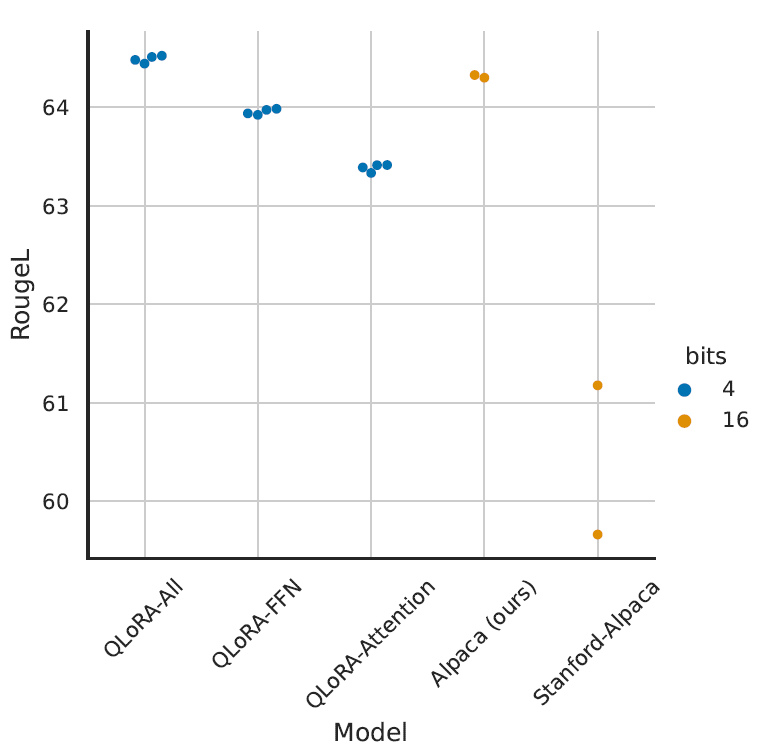 64
63
62
61
60
RougeL
QLoRA-All
QLoRA-FFN
QLoRA-Attention
Alpaca (ours)
Stanford-Alpaca
Model
bits
4
16